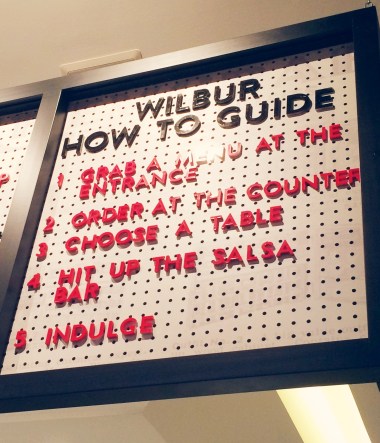 WILBUR
HOW TO GUIDE
1 GRAB A MENU AT THE
ENTRANCE
2 ORDER AT THE COUNTER
3 CHOOSE A TABLE
4 HIT UP THE SALSA
BAR
5 INDULGE